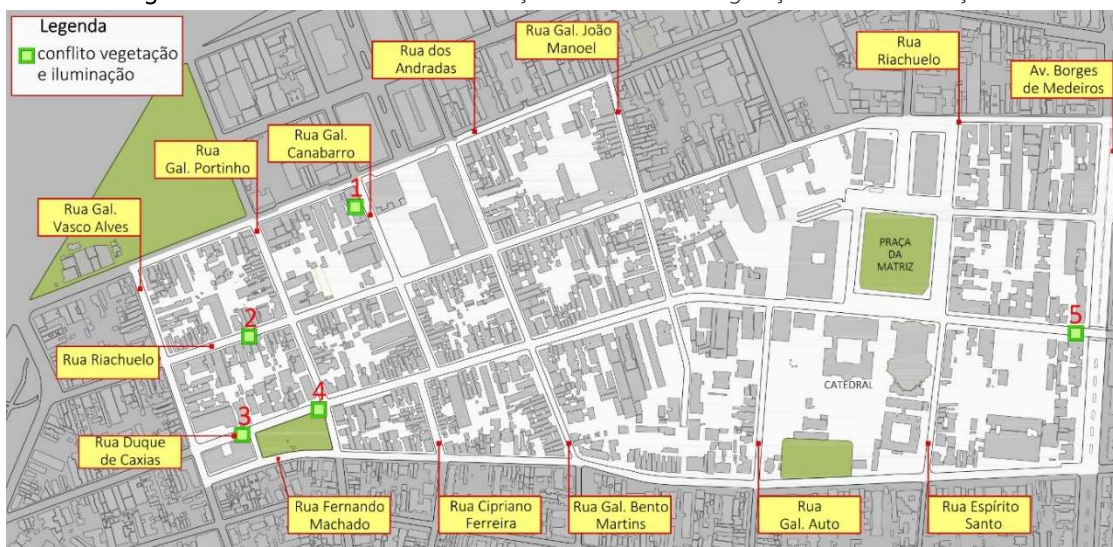 Legenda
conflito vegetação
e iluminação
Rua dos
Andradas
Rua Gal. João
Manoel
Rua
Riachuelo
Av. Borges
de Medeiros
Rua
Gal. Portinho
Rua Gal.
Canabarro
Rua Gal.
Vasco Alves
1
PRAÇA
DA
MATRIZ
2
5
Rua Riachuelo
4
CATEDRAL
3
Rua Duque
de Caxias
Rua Fernando
Machado
Rua Cipriano
Ferreira
Rua Gal. Bento
Martins
Rua
Gal. Auto
Rua Espírito
Santo